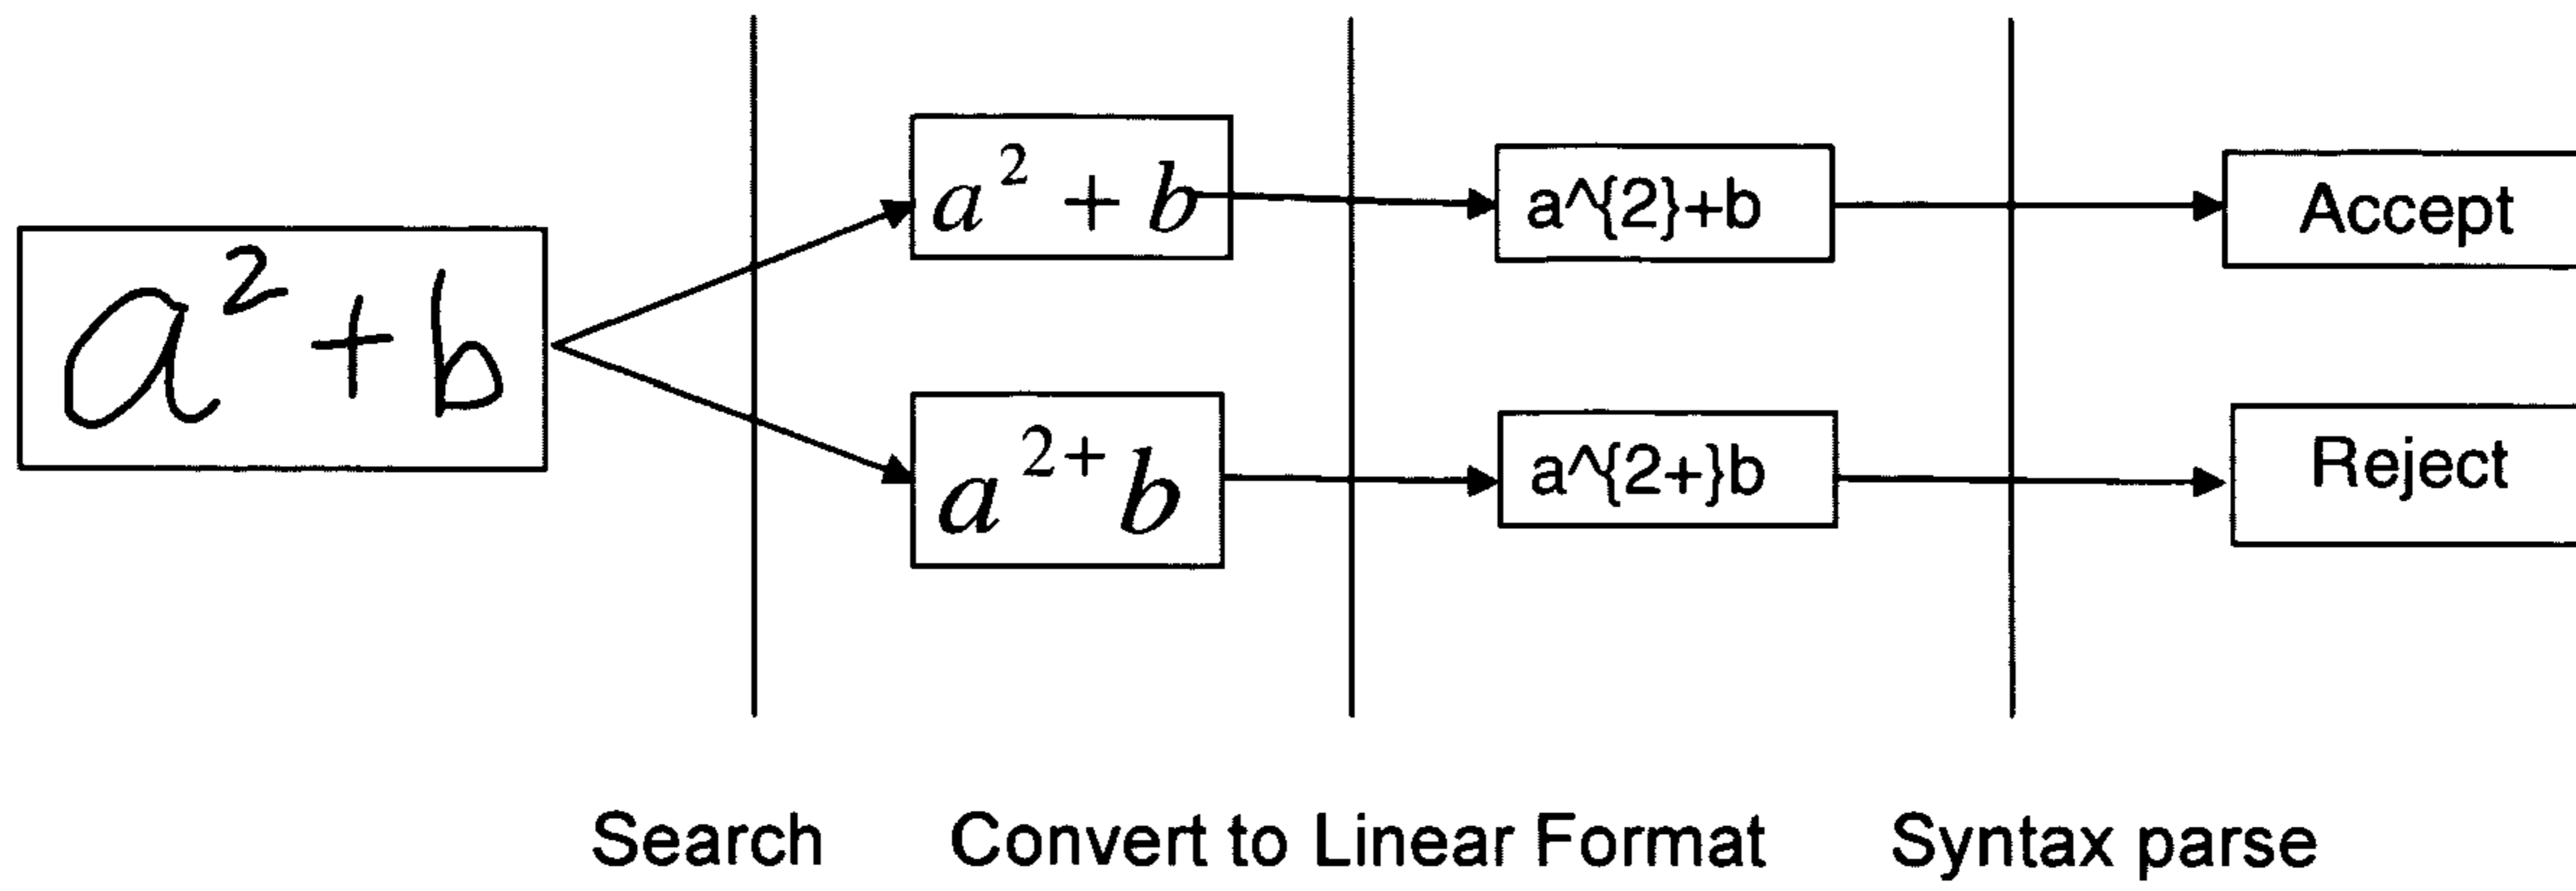 a² + b
a² + b
a²⁺ b
a^{2}+b
a^{2+}b
Accept
Reject
Search
Convert to Linear Format
Syntax parse